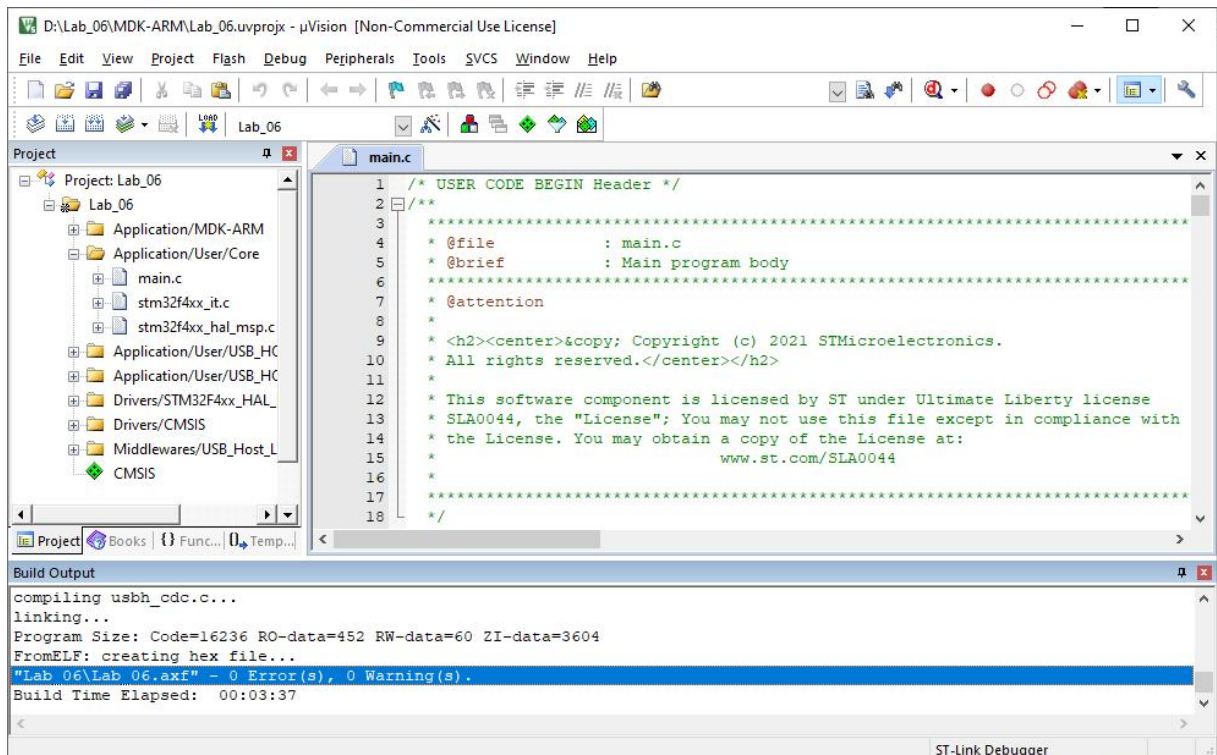 D:\Lab_06\MDK-ARM\Lab_06.uvprojx - µVision [Non-Commercial Use License]
File Edit View Project Flash Debug Peripherals Tools SVCS Window Help
LOAD Lab_06
Project
main.c
Project: Lab_06
Lab_06
Application/MDK-ARM
Application/User/Core
main.c
stm32f4xx_it.c
stm32f4xx_hal_msp.c
Application/User/USB_HO
Application/User/USB_HO
Drivers/STM32F4xx_HAL_
Drivers/CMSIS
Middlewares/USB_Host_L
CMSIS
Project Books {} Func... Temp...
1 /* USER CODE BEGIN Header */
2 /**
3 ******************************************************************************
4 * @file : main.c
5 * @brief : Main program body
6 ******************************************************************************
7 * @attention
8 *
9 * <h2><center>&copy; Copyright (c) 2021 STMicroelectronics.
10 * All rights reserved.</center></h2>
11 *
12 * This software component is licensed by ST under Ultimate Liberty license
13 * SLA0044, the "License"; You may not use this file except in compliance with
14 * the License. You may obtain a copy of the License at:
15 * www.st.com/SLA0044
16 *
17 ******************************************************************************
18 */
Build Output
compiling usbh_cdc.c...
linking...
Program Size: Code=16236 RO-data=452 RW-data=60 ZI-data=3604
FromELF: creating hex file...
"Lab_06\Lab_06.axf" - 0 Error(s), 0 Warning(s).
Build Time Elapsed: 00:03:37
ST-Link Debugger